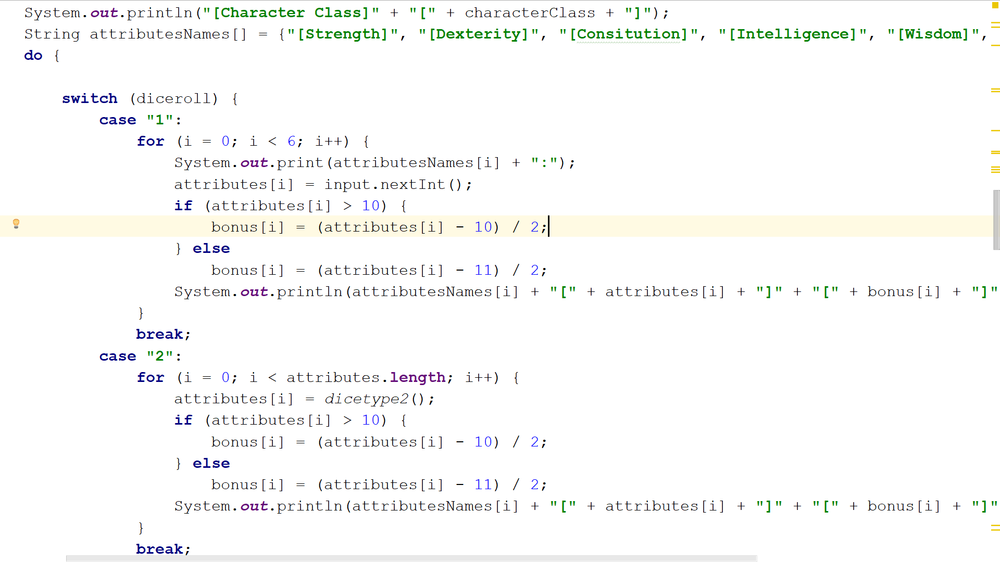 System.out.println("[Character Class]" + "[" + characterClass + "]");
String attributesNames[] = {"[Strength]", "[Dexterity]", "[Consitution]", "[Intelligence]", "[Wisdom]",
do {
switch (diceroll) {
case "1":
for (i = 0; i < 6; i++) {
System.out.print(attributesNames[i] + ":");
attributes[i] = input.nextInt();
if (attributes[i] > 10) {
bonus[i] = (attributes[i] - 10) / 2;
} else
bonus[i] = (attributes[i] - 11) / 2;
System.out.println(attributesNames[i] + "[" + attributes[i] + "]" + "[" + bonus[i] + "]"
}
break;
case "2":
for (i = 0; i < attributes.length; i++) {
attributes[i] = dicetype2();
if (attributes[i] > 10) {
bonus[i] = (attributes[i] - 10) / 2;
} else
bonus[i] = (attributes[i] - 11) / 2;
System.out.println(attributesNames[i] + "[" + attributes[i] + "]" + "[" + bonus[i] + "]"
}
break;